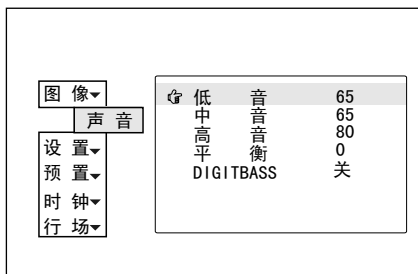 图 像
声 音
设 置
预 置
时 钟
行 场
低 音 65
中 音 65
高 音 80
平 衡 0
DIGITBASS 关